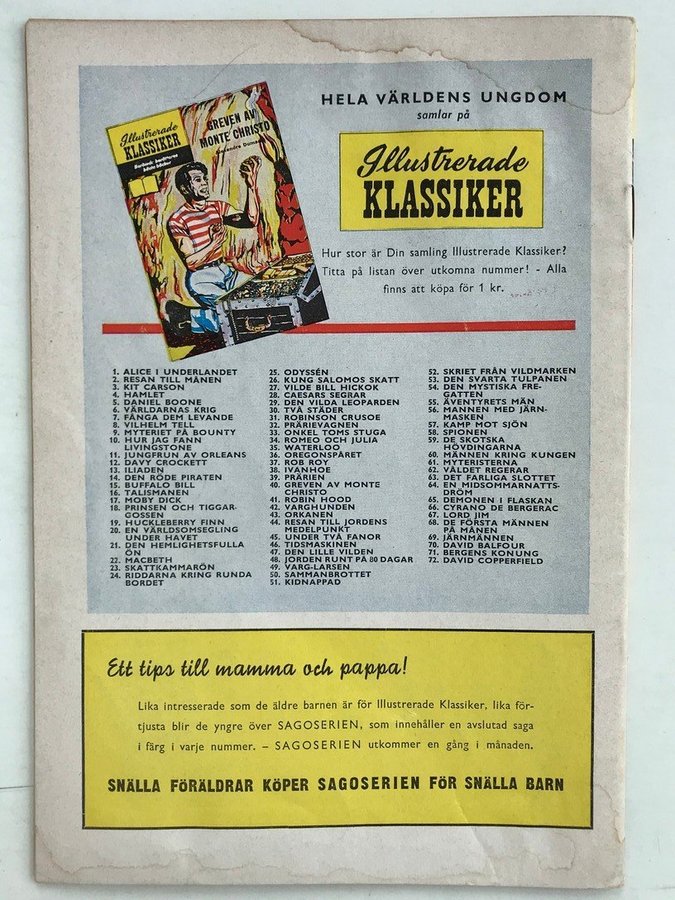 Illustrerade
KLASSIKER
GREVEN AV
MONTE CHRISTO
HELA VÄRLDENS UNGDOM
samlar på
Illustrerade
KLASSIKER
Hur stor är Din samling Illustrerade Klassiker?
Titta på listan över utkomna nummer! - Alla
finns att köpa för 1 kr.
1. ALICE I UNDERLANDET
2. RESAN TILL MÅNEN
3. KIT CARSON
4. HAMLET
5. DANIEL BOONE
6. VÄRLDARNAS KRIG
7. FÅNGA DEM LEVANDE
8. VILHELM TELL
9. MYTERIET PÅ BOUNTY
10. HUR JAG FANN
LIVINGSTONE
11. JUNGFRUN AV ORLEANS
12. DAVY CROCKETT
13. ILIADEN
14. DEN RÖDE PIRATEN
15. BUFFALO BILL
16. TALISMANEN
17. MOBY DICK
18. PRINSEN OCH TIGGAR-
GOSSEN
19. HUCKLEBERRY FINN
20. EN VÄRLDSOMSEGLING
UNDER HAVET
21. DEN HEMLIGHETSFULLA
ÖN
22. MACBETH
23. SKATTKAMMARÖN
24. RIDDARNA KRING RUNDA
BORDET
25. ODYSSÉN
26. KUNG SALOMOS SKATT
27. VILDE BILL HICKOK
28. CAESARS SEGRAR
29. DEN VILDA LEOPARDEN
30. TVÅ STÄDER
31. ROBINSON CRUSOE
32. PRÄRIEVAGNEN
33. ONKEL TOMS STUGA
34. ROMEO OCH JULIA
35. WATERLOO
36. OREGONSPÅRET
37. ROB ROY
38. IVANHOE
39. PRÄRIEN
40. GREVEN AV MONTE
CHRISTO
41. ROBIN HOOD
42. VARGHUNDEN
43. ORKANEN
44. RESAN TILL JORDENS
MEDELPUNKT
45. UNDER TVÅ FANOR
46. TIDSMASKINEN
47. DEN LILLE VILDEN
48. JORDEN RUNT PÅ 80 DAGAR
49. VARG-LARSEN
50. SAMMANBROTTET
51. KIDNAPPAD
52. SKRIET FRÅN VILDMARKEN
53. DEN SVARTA TULPANEN
54. DEN MYSTISKA FRE-
GATTEN
55. ÄVENTYRETS MÄN
56. MANNEN MED JÄRN-
MASKEN
57. KAMP MOT SJÖN
58. SPIONEN
59. DE SKOTSKA
HÖVDINGARNA
60. MÄNNEN KRING KUNGEN
61. MYTERISTERNA
62. VÅLDET REGERAR
63. DET FARLIGA SLOTTET
64. EN MIDSOMMARNATTS-
DRÖM
65. DEMONEN I FLASKAN
66. CYRANO DE BERGERAC
67. LORD JIM
68. DE FÖRSTA MÄNNEN
PÅ MÅNEN
69. JÄRNMÄNNEN
70. DAVID BALFOUR
71. BERGENS KONUNG
72. DAVID COPPERFIELD
Ett tips till mamma och pappa!
Lika intresserade som de äldre barnen är för Illustrerade Klassiker, lika för-
tjusta blir de yngre över SAGOSERIEN, som innehåller en avslutad saga
i färg i varje nummer. – SAGOSERIEN utkommer en gång i månaden.
SNÄLLA FÖRÄLDRAR KÖPER SAGOSERIEN FÖR SNÄLLA BARN